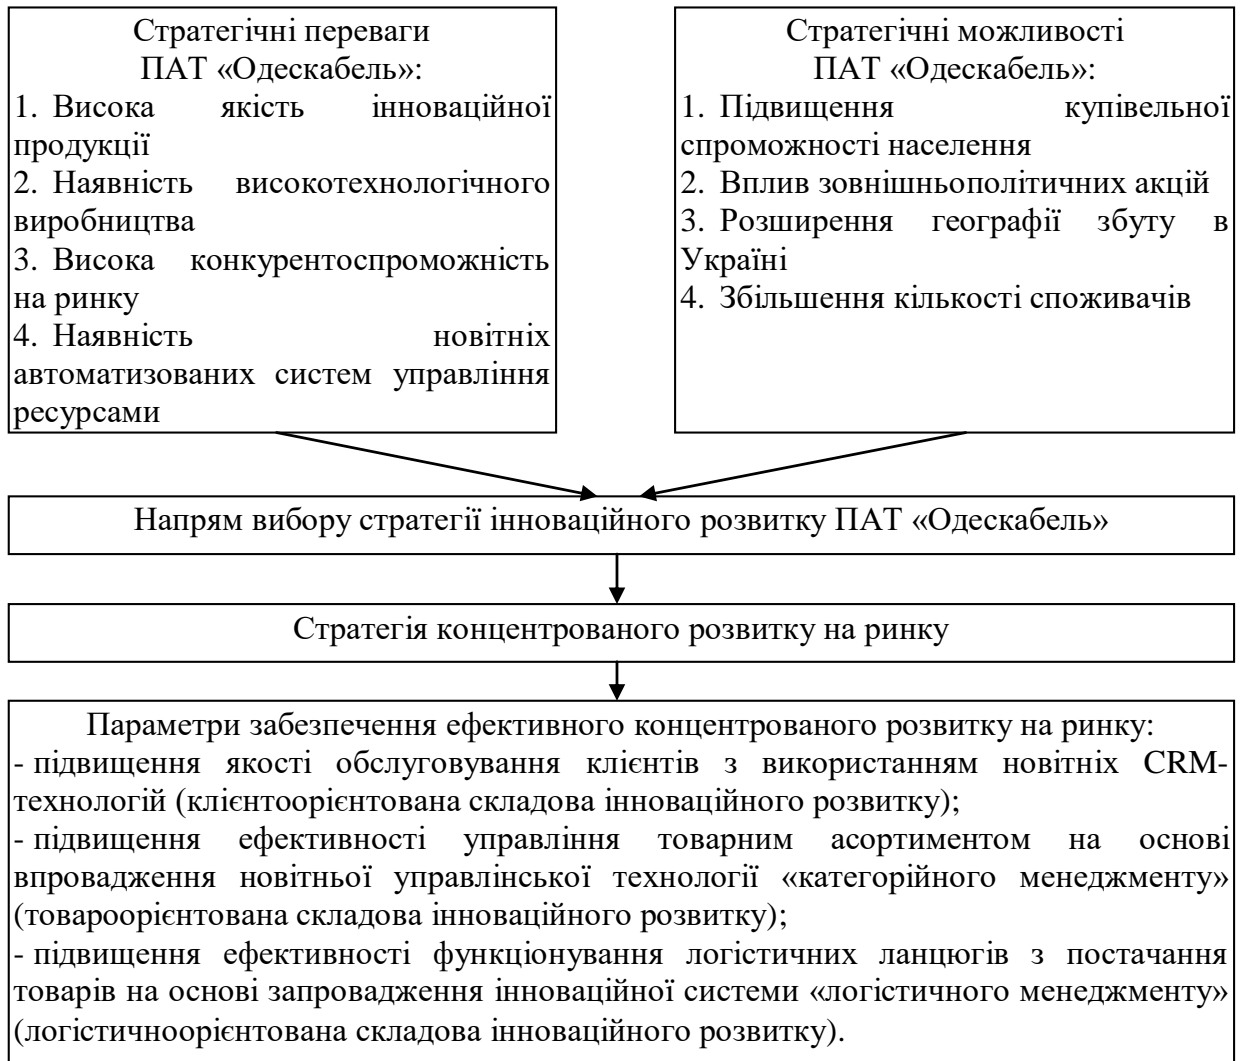 Стратегічні переваги
ПАТ «Одескабель»:
1. Висока якість інноваційної
продукції
2. Наявність високотехнологічного
виробництва
3. Висока конкурентоспроможність
на ринку
4. Наявність новітніх
автоматизованих систем управління
ресурсами
Стратегічні можливості
ПАТ «Одескабель»:
1. Підвищення купівельної
спроможності населення
2. Вплив зовнішньополітичних акцій
3. Розширення географії збуту в
Україні
4. Збільшення кількості споживачів
Напрям вибору стратегії інноваційного розвитку ПАТ «Одескабель»
Стратегія концентрованого розвитку на ринку
Параметри забезпечення ефективного концентрованого розвитку на ринку:
- підвищення якості обслуговування клієнтів з використанням новітніх CRM-
технологій (клієнтоорієнтована складова інноваційного розвитку);
- підвищення ефективності управління товарним асортиментом на основі
впровадження новітньої управлінської технології «категорійного менеджменту»
(товароорієнтована складова інноваційного розвитку);
- підвищення ефективності функціонування логістичних ланцюгів з постачання
товарів на основі запровадження інноваційної системи «логістичного менеджменту»
(логістичноорієнтована складова інноваційного розвитку).